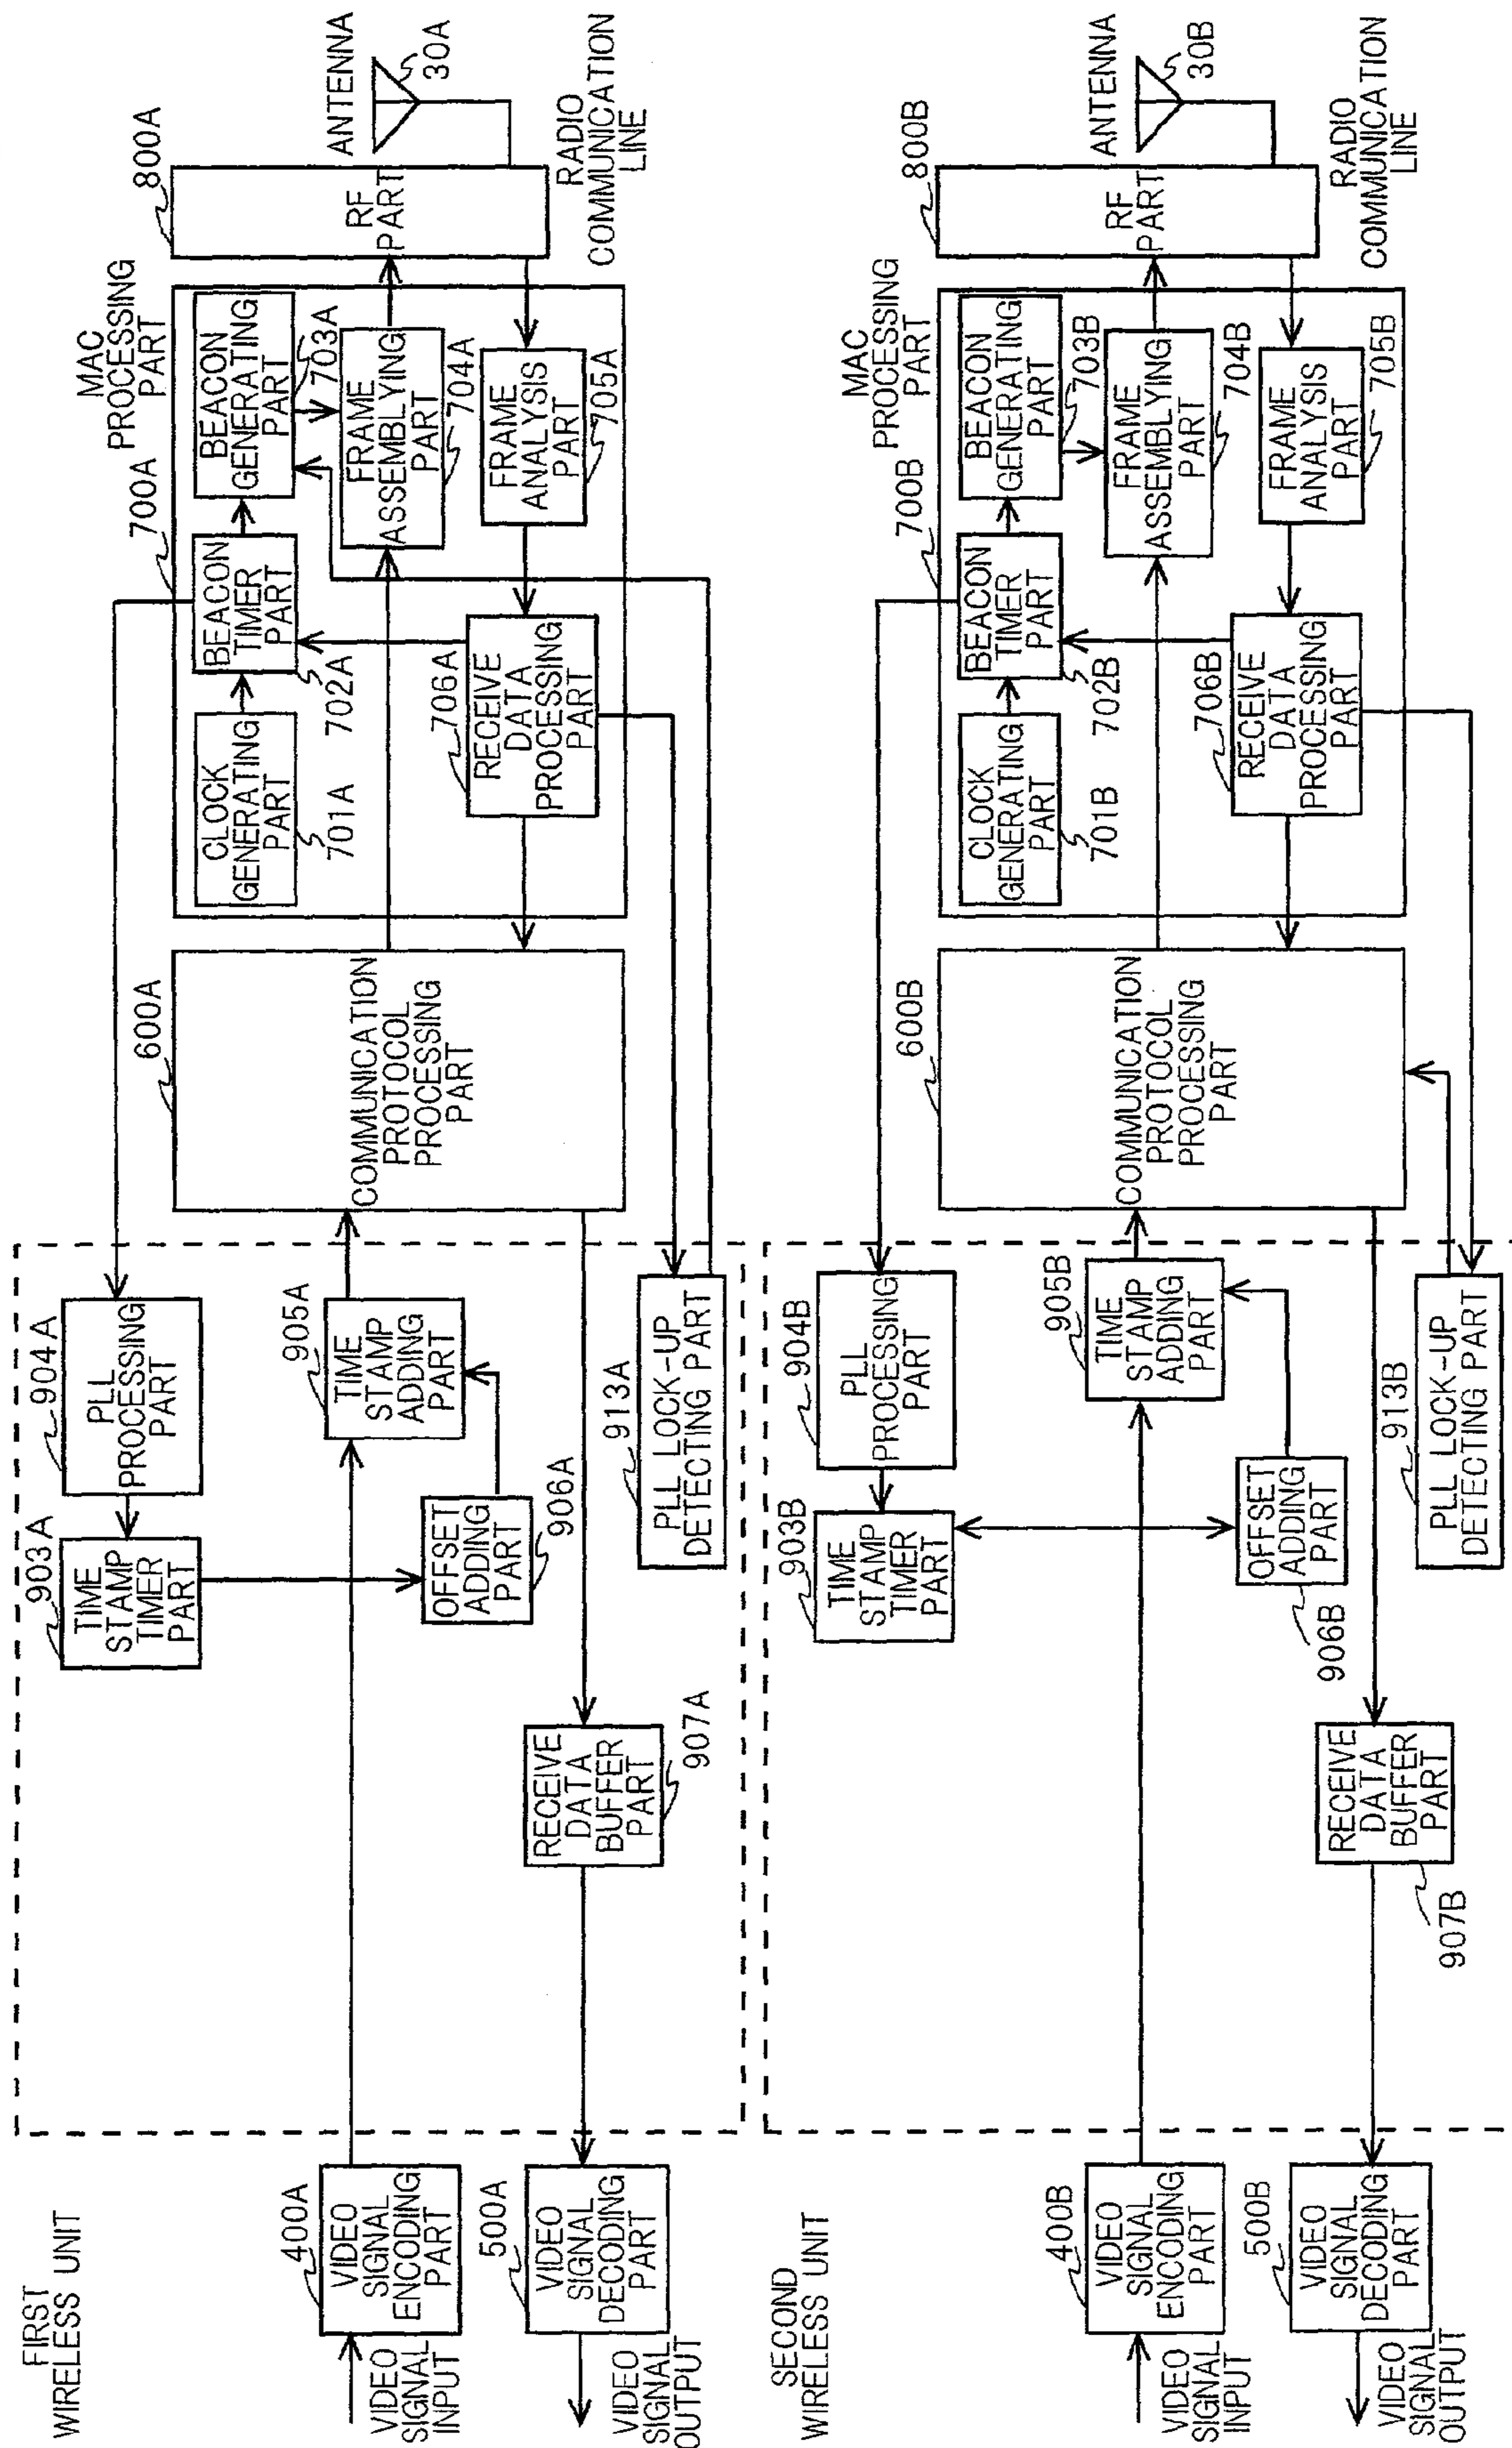 FIRST
WIRELESS UNIT
VIDEO
SIGNAL
INPUT
400A
VIDEO
SIGNAL
ENCODING
PART
VIDEO
SIGNAL
OUTPUT
500A
VIDEO
SIGNAL
DECODING
PART
903A
TIME
STAMP
TIMER
PART
904A
PLL
PROCESSING
PART
905A
TIME
STAMP
ADDING
PART
OFFSET
ADDING
PART
906A
RECEIVE
DATA
BUFFER
PART
907A
913A
PLL LOCK-UP
DETECTING PART
600A
COMMUNICATION
PROTOCOL
PROCESSING
PART
700A
MAC
PROCESSING
PART
CLOCK
GENERATING
PART
701A
BEACON
TIMER
PART
702A
BEACON
GENERATING
PART
703A
FRAME
ASSEMBLYING
PART
704A
FRAME
ANALYSIS
PART
705A
706A
RECEIVE
DATA
PROCESSING
PART
800A
RF
PART
ANTENNA
30A
RADIO
COMMUNICATION
LINE
SECOND
WIRELESS UNIT
VIDEO
SIGNAL
INPUT
400B
VIDEO
SIGNAL
ENCODING
PART
VIDEO
SIGNAL
OUTPUT
500B
VIDEO
SIGNAL
DECODING
PART
903B
TIME
STAMP
TIMER
PART
904B
PLL
PROCESSING
PART
905B
TIME
STAMP
ADDING
PART
OFFSET
ADDING
PART
906B
RECEIVE
DATA
BUFFER
PART
907B
913B
PLL LOCK-UP
DETECTING PART
600B
COMMUNICATION
PROTOCOL
PROCESSING
PART
700B
MAC
PROCESSING
PART
CLOCK
GENERATING
PART
701B
BEACON
TIMER
PART
702B
BEACON
GENERATING
PART
703B
FRAME
ASSEMBLYING
PART
704B
FRAME
ANALYSIS
PART
705B
706B
RECEIVE
DATA
PROCESSING
PART
800B
RF
PART
ANTENNA
30B
RADIO
COMMUNICATION
LINE